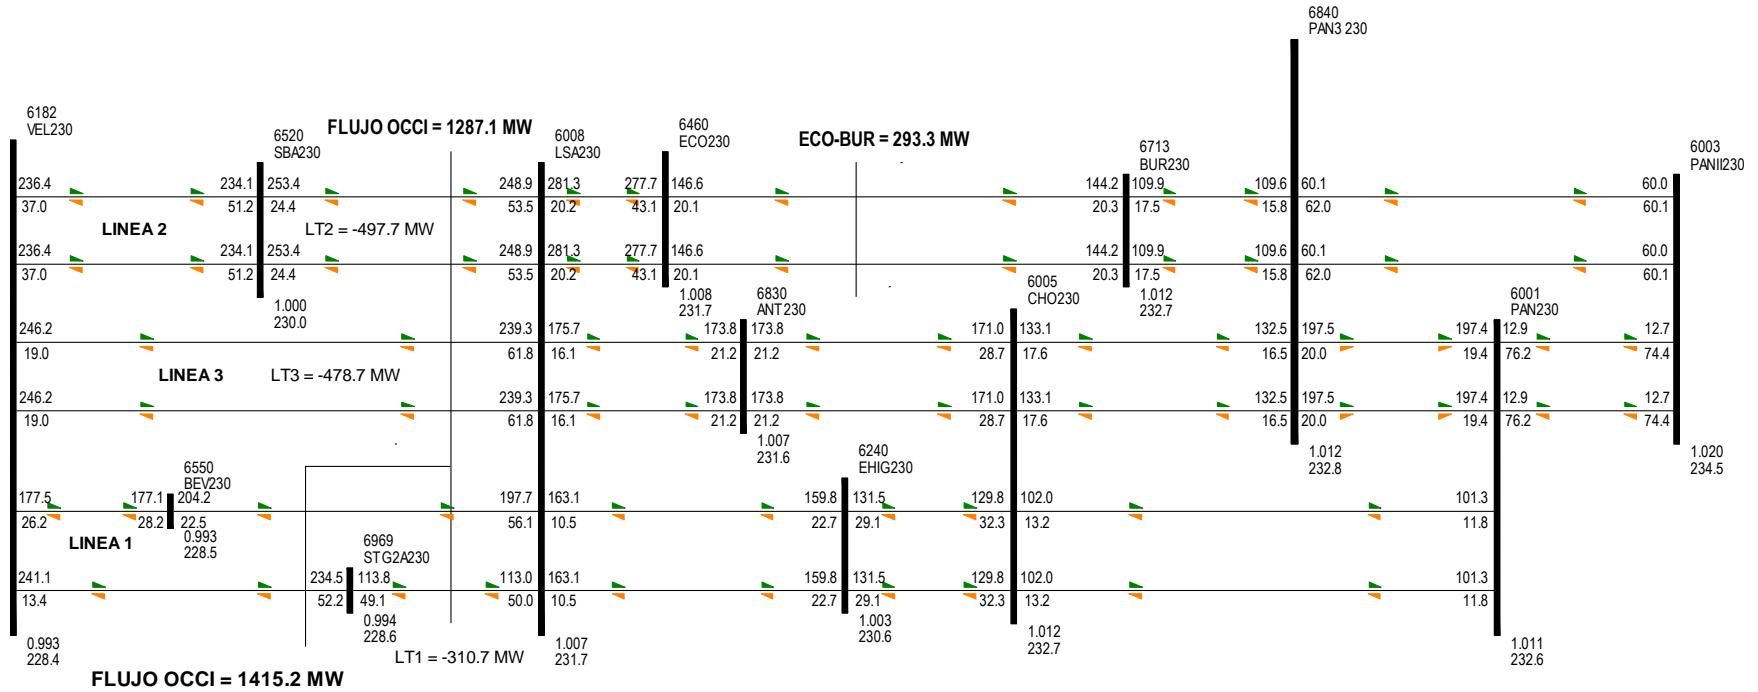 6840
PAN3 230
6182
VEL230
6520
SBA230
FLUJO OCCI = 1287.1 MW
6008
LSA230
6460
ECO230
ECO-BUR = 293.3 MW
6713
BUR230
6003
PANII230
236.4 234.1 253.4 248.9 281.3 277.7 146.6 144.2 109.9 109.6 60.1 60.0
37.0 51.2 24.4 53.5 20.2 43.1 20.1 20.3 17.5 15.8 62.0 60.1
LINEA 2 LT2 = -497.7 MW
236.4 234.1 253.4 248.9 281.3 277.7 146.6 144.2 109.9 109.6 60.1 60.0
37.0 51.2 24.4 53.5 20.2 43.1 20.1 20.3 17.5 15.8 62.0 60.1
1.000
230.0
1.008
231.7
6830
ANT230
6005
CHO230
1.012
232.7
6001
PAN230
246.2 239.3 175.7 173.8 173.8 171.0 133.1 132.5 197.5 197.4 12.9 12.7
19.0 61.8 16.1 21.2 21.2 28.7 17.6 16.5 20.0 19.4 76.2 74.4
LINEA 3 LT3 = -478.7 MW
246.2 239.3 175.7 173.8 173.8 171.0 133.1 132.5 197.5 197.4 12.9 12.7
19.0 61.8 16.1 21.2 21.2 28.7 17.6 16.5 20.0 19.4 76.2 74.4
1.007
231.6
1.012
232.8
1.020
234.5
6550
BEV230
6240
EHIG230
177.5 177.1 204.2 197.7 163.1 159.8 131.5 129.8 102.0 101.3
26.2 28.2 22.5 56.1 10.5 22.7 29.1 32.3 13.2 11.8
0.993
228.5
LINEA 1
6969
STG2A230
241.1 234.5 113.8 113.0 163.1 159.8 131.5 129.8 102.0 101.3
13.4 52.2 49.1 50.0 10.5 22.7 29.1 32.3 13.2 11.8
0.993
228.4
0.994
228.6
LT1 = -310.7 MW
1.007
231.7
1.003
230.6
1.012
232.7
1.011
232.6
FLUJO OCCI = 1415.2 MW